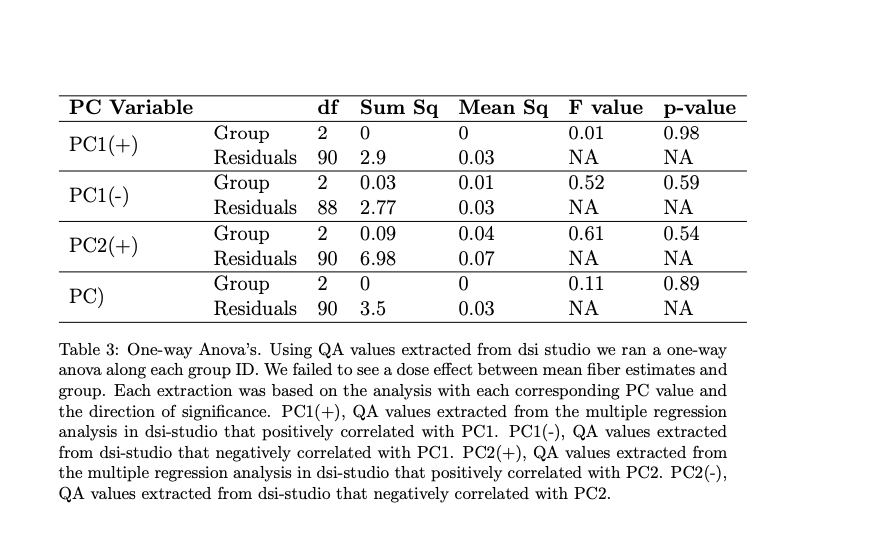 PC Variable df Sum Sq Mean Sq F value p-value
PC1(+) Group 2 0 0 0.01 0.98
Residuals 90 2.9 0.03 NA NA
PC1(-) Group 2 0.03 0.01 0.52 0.59
Residuals 88 2.77 0.03 NA NA
PC2(+) Group 2 0.09 0.04 0.61 0.54
Residuals 90 6.98 0.07 NA NA
PC) Group 2 0 0 0.11 0.89
Residuals 90 3.5 0.03 NA NA
Table 3: One-way Anova's. Using QA values extracted from dsi studio we ran a one-way
anova along each group ID. We failed to see a dose effect between mean fiber estimates and
group. Each extraction was based on the analysis with each corresponding PC value and
the direction of significance. PC1(+), QA values extracted from the multiple regression
analysis in dsi-studio that positively correlated with PC1. PC1(-), QA values extracted
from dsi-studio that negatively correlated with PC1. PC2(+), QA values extracted from
the multiple regression analysis in dsi-studio that positively correlated with PC2. PC2(-),
QA values extracted from dsi-studio that negatively correlated with PC2.